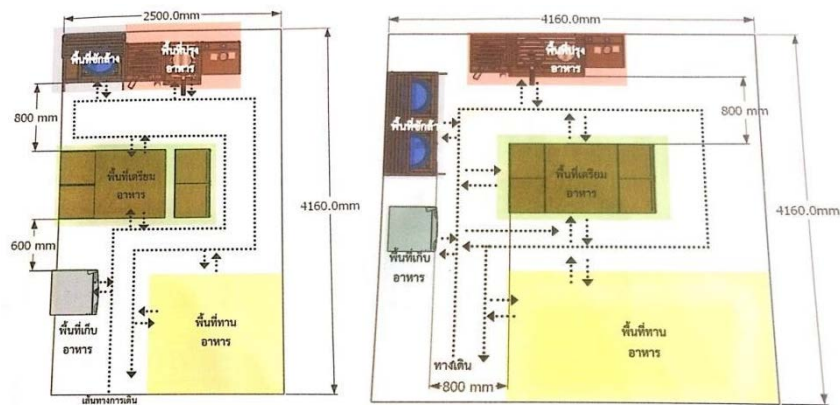 2500.0mm
พื้นที่ซักล้าง
พื้นที่ปรุง
อาหาร
800 mm
พื้นที่เตรียม
อาหาร
4160.0mm
600 mm
พื้นที่เก็บ
อาหาร
พื้นที่ทาน
อาหาร
เส้นทางการเดิน
4160.0mm
พื้นที่ปรุง
อาหาร
พื้นที่ซักล้าง
800 mm
พื้นที่เตรียม
อาหาร
4160.0mm
พื้นที่เก็บ
อาหาร
พื้นที่ทาน
อาหาร
ทางเดิน
800 mm